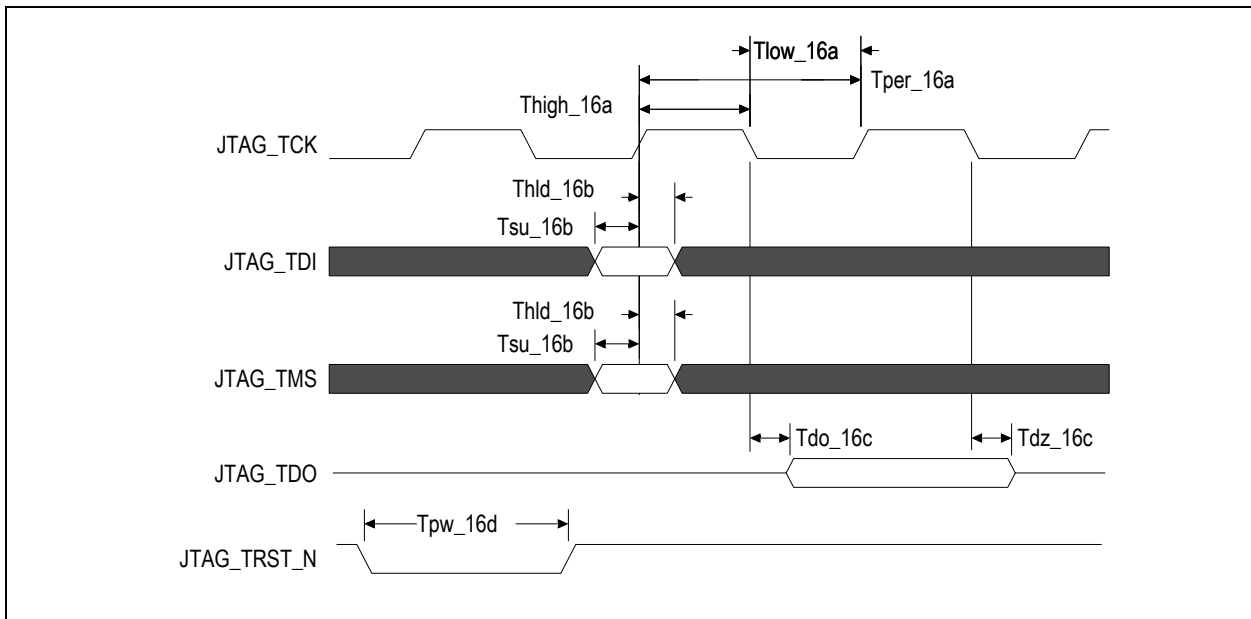 Tlow_16a
Tper_16a
Thigh_16a
JTAG_TCK
Thld_16b
Tsu_16b
JTAG_TDI
Thld_16b
Tsu_16b
JTAG_TMS
Tdo_16c
Tdz_16c
JTAG_TDO
Tpw_16d
JTAG_TRST_N